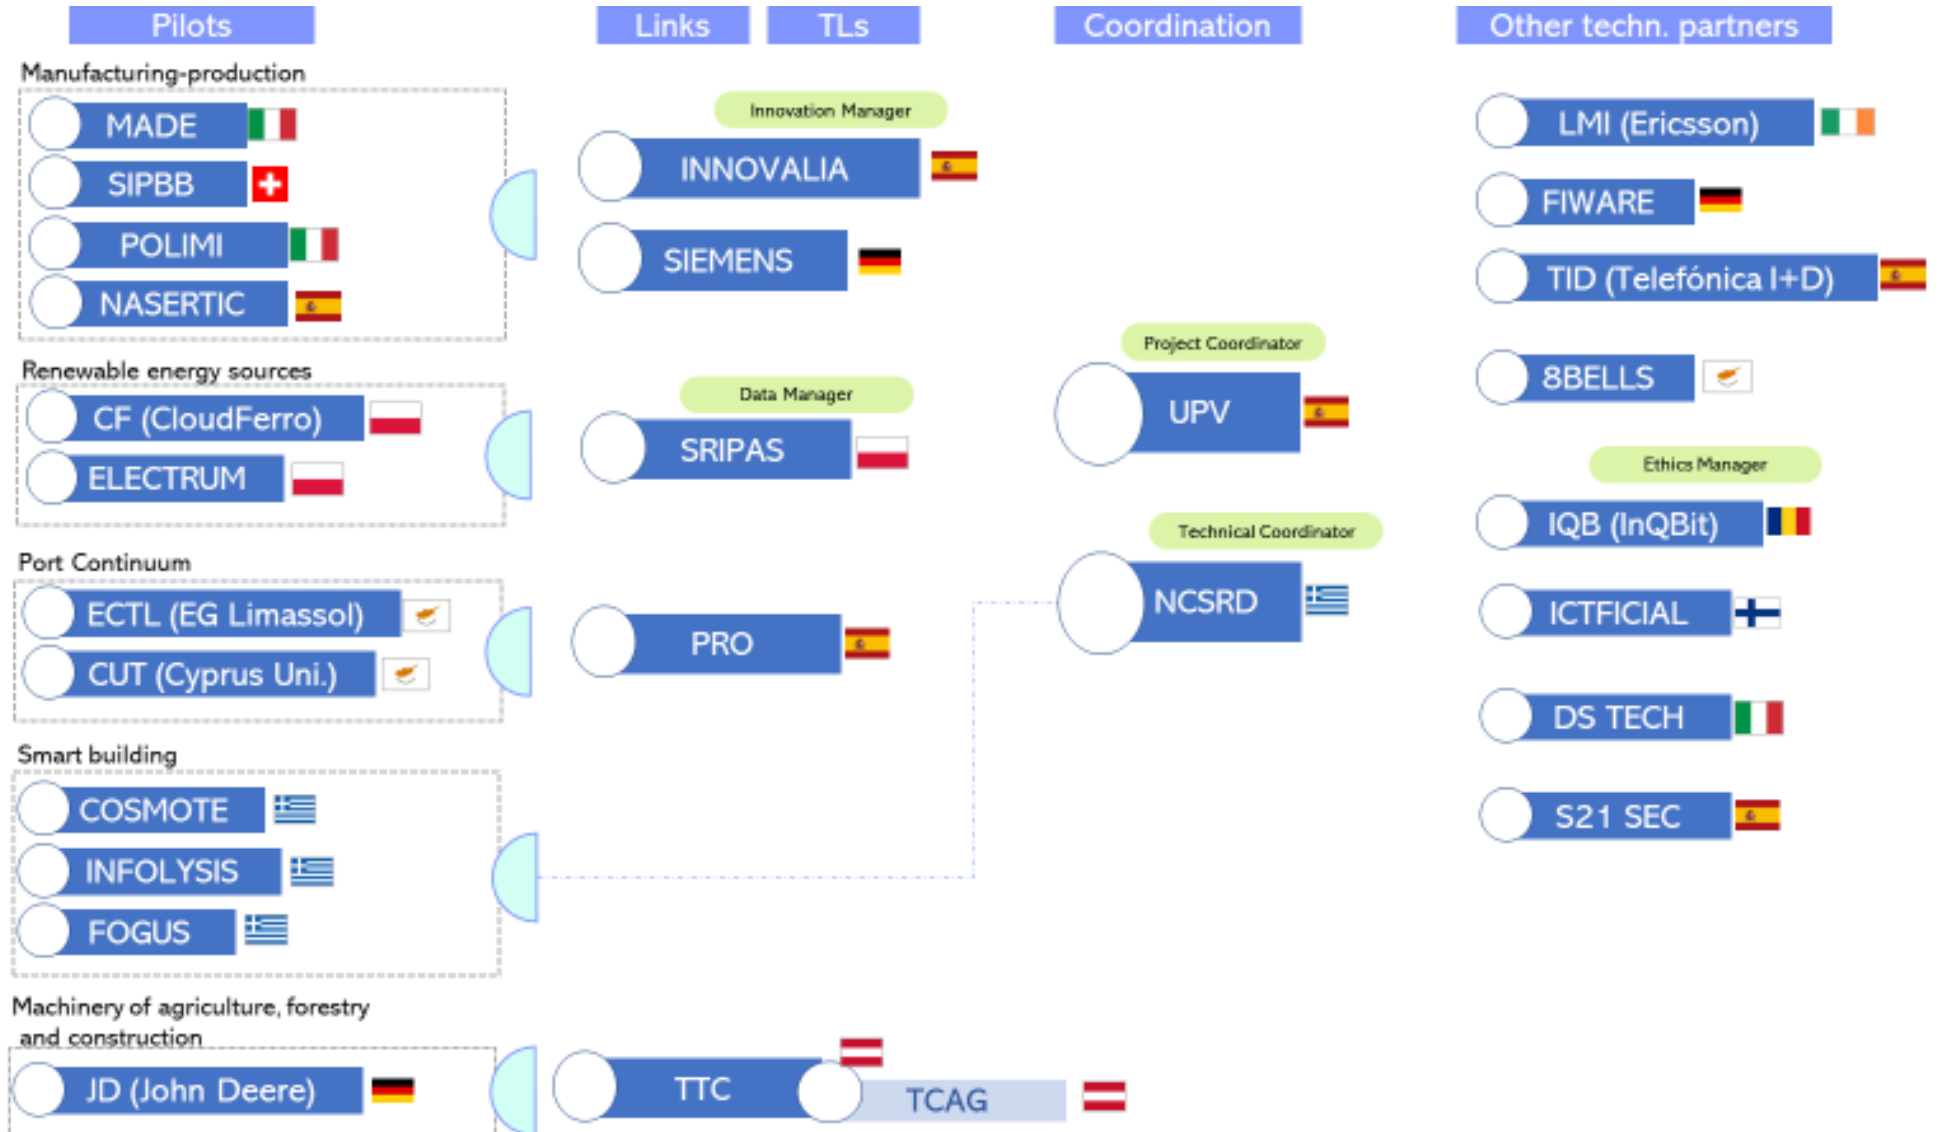 Pilots
Links
TLs
Coordination
Other techn. partners
Manufacturing-production
MADE
SIPBB
POLIMI
NASERTIC
Innovation Manager
INNOVALIA
SIEMENS
LMI (Ericsson)
FIWARE
TID (Telefónica I+D)
8BELLS
Renewable energy sources
CF (CloudFerro)
ELECTRUM
Data Manager
SRIPAS
Project Coordinator
UPV
Technical Coordinator
NCSRD
Ethics Manager
IQB (InQBit)
ICTFICIAL
DS TECH
S21 SEC
Port Continuum
ECTL (EG Limassol)
CUT (Cyprus Uni.)
PRO
Smart building
COSMOTE
INFOLYSIS
FOGUS
Machinery of agriculture, forestry
and construction
JD (John Deere)
TTC
TCAG